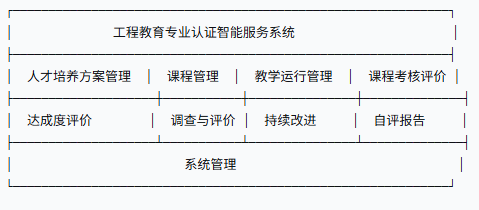 工程教育专业认证智能服务系统
人才培养方案管理 | 课程管理 | 教学运行管理 | 课程考核评价
达成度评价 | 调查与评价 | 持续改进 | 自评报告
系统管理